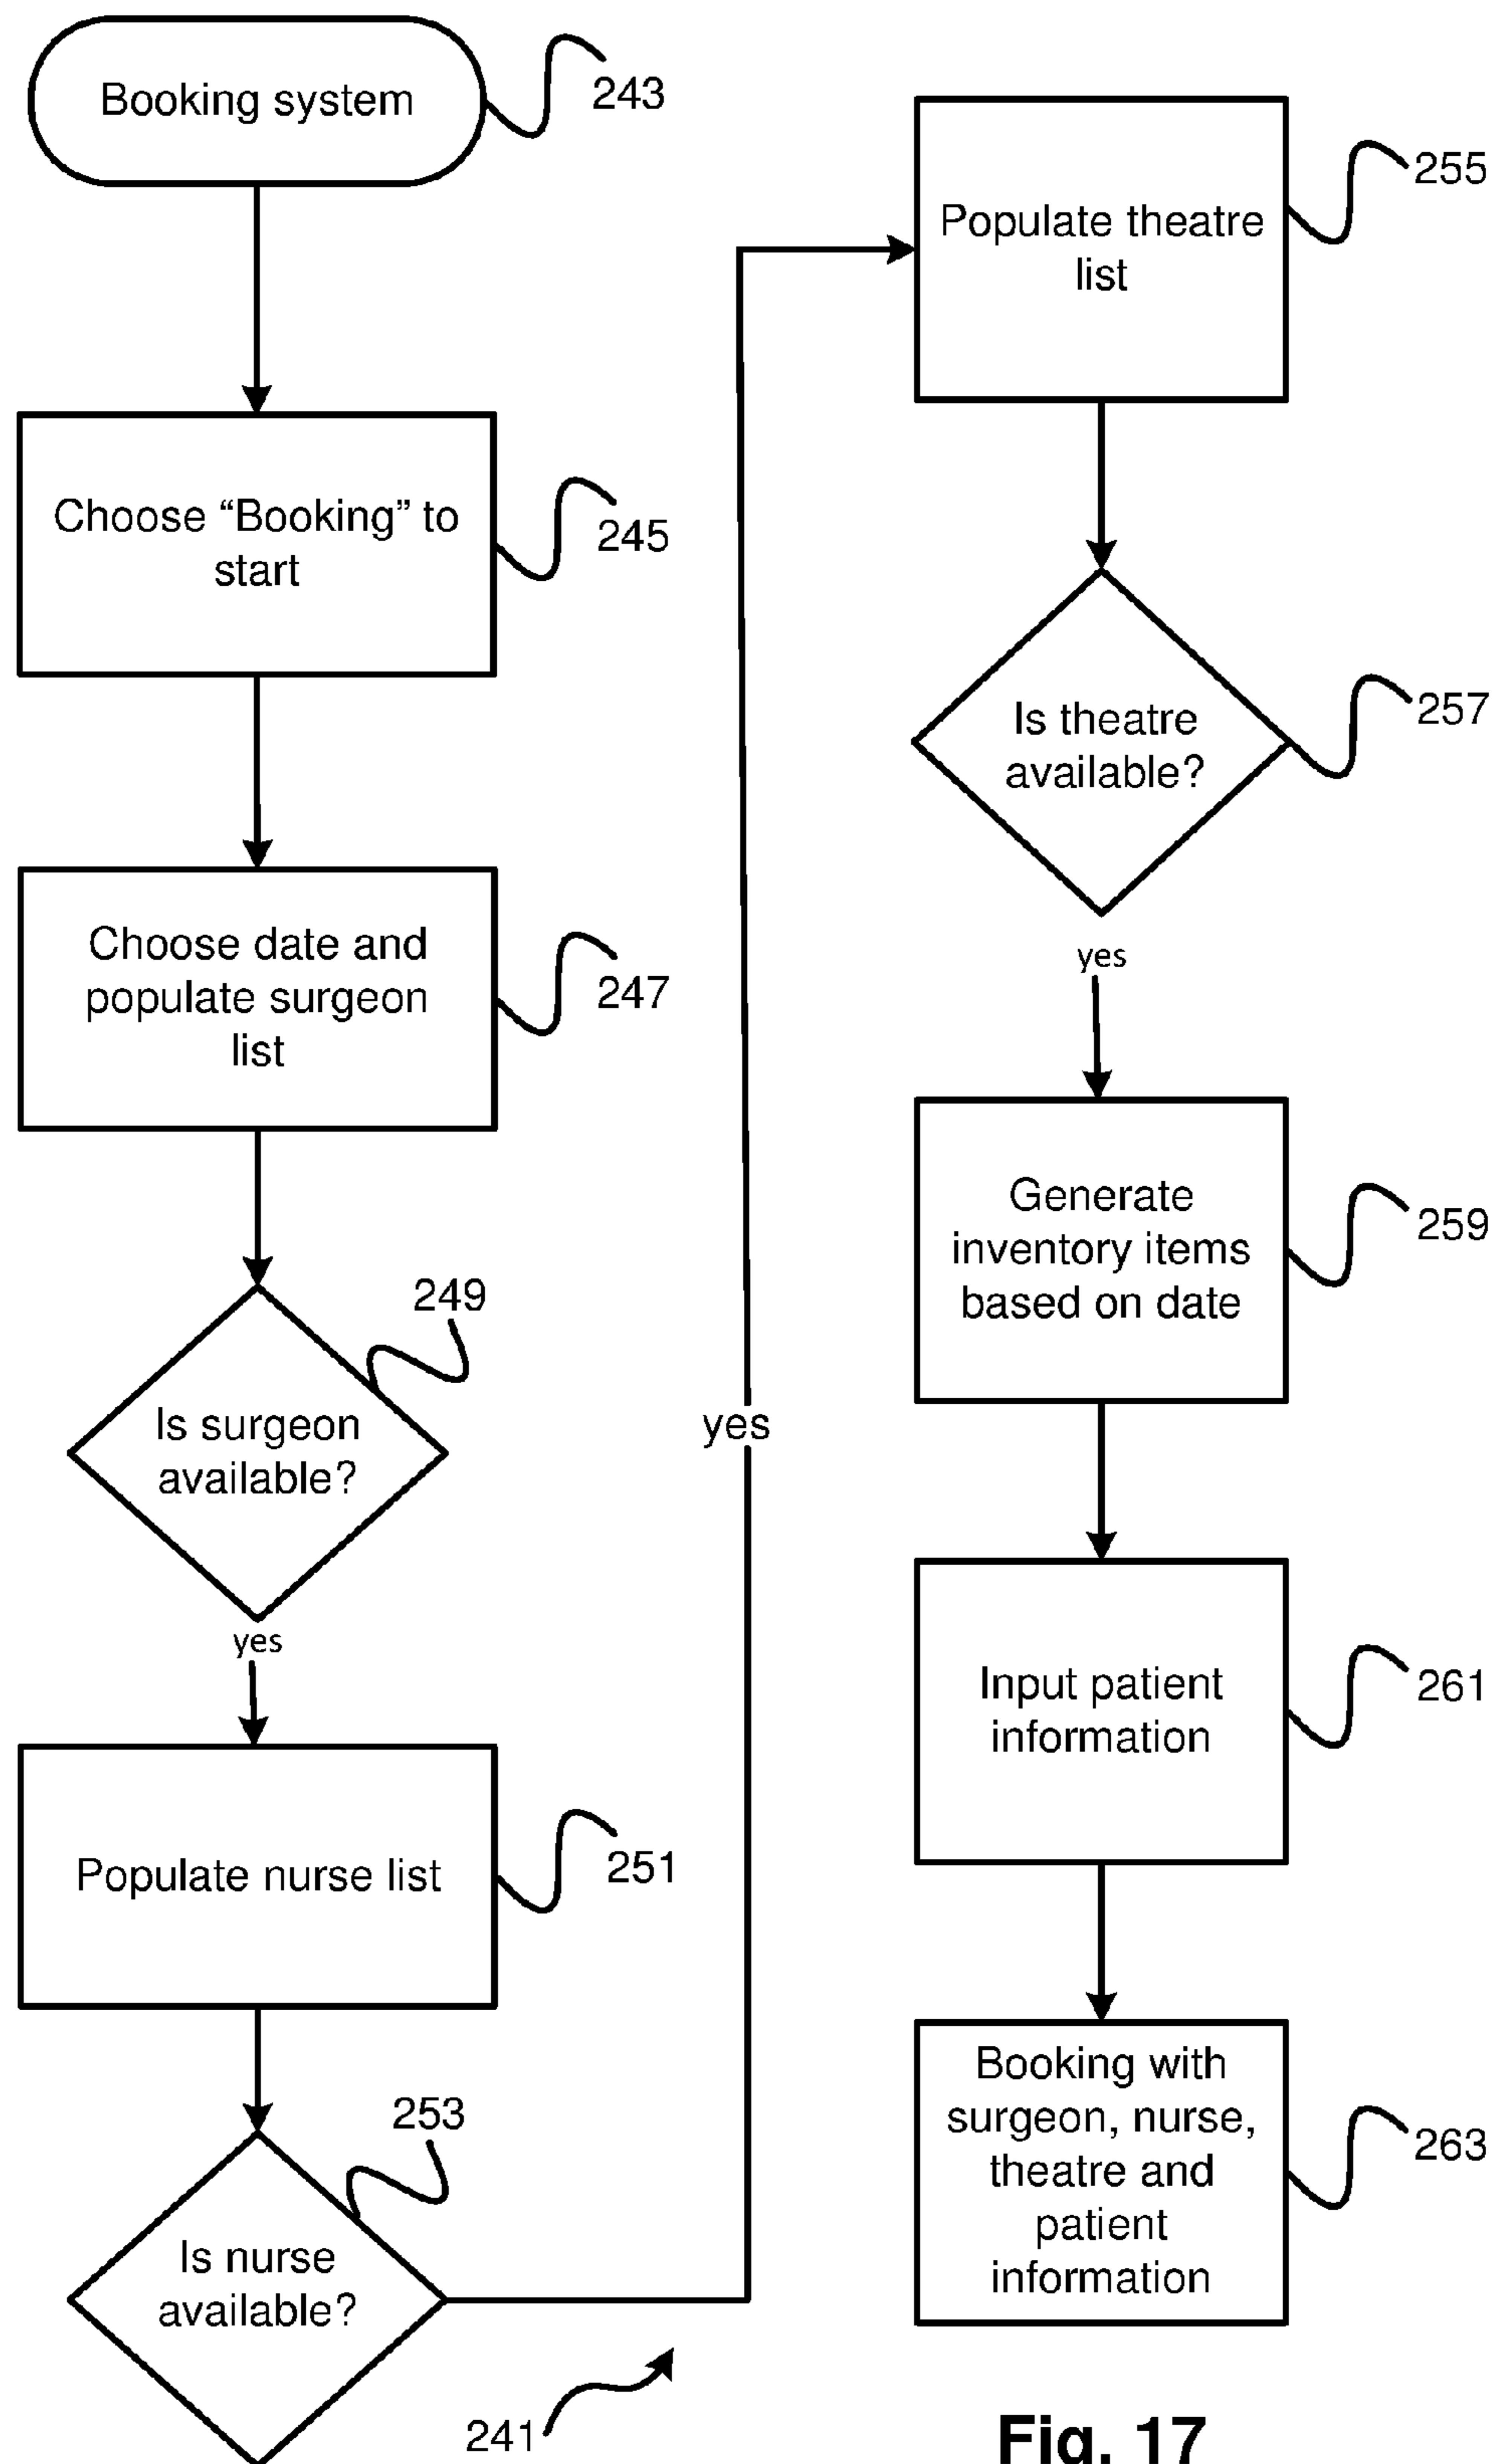 Booking system
243
Choose “Booking” to
start
245
Choose date and
populate surgeon
list
247
249
Is surgeon
available?
yes
Populate nurse list
251
253
Is nurse
available?
yes
241
Populate theatre
list
255
Is theatre
available?
257
yes
Generate
inventory items
based on date
259
Input patient
information
261
Booking with
surgeon, nurse,
theatre and
patient
information
263
Fig. 17